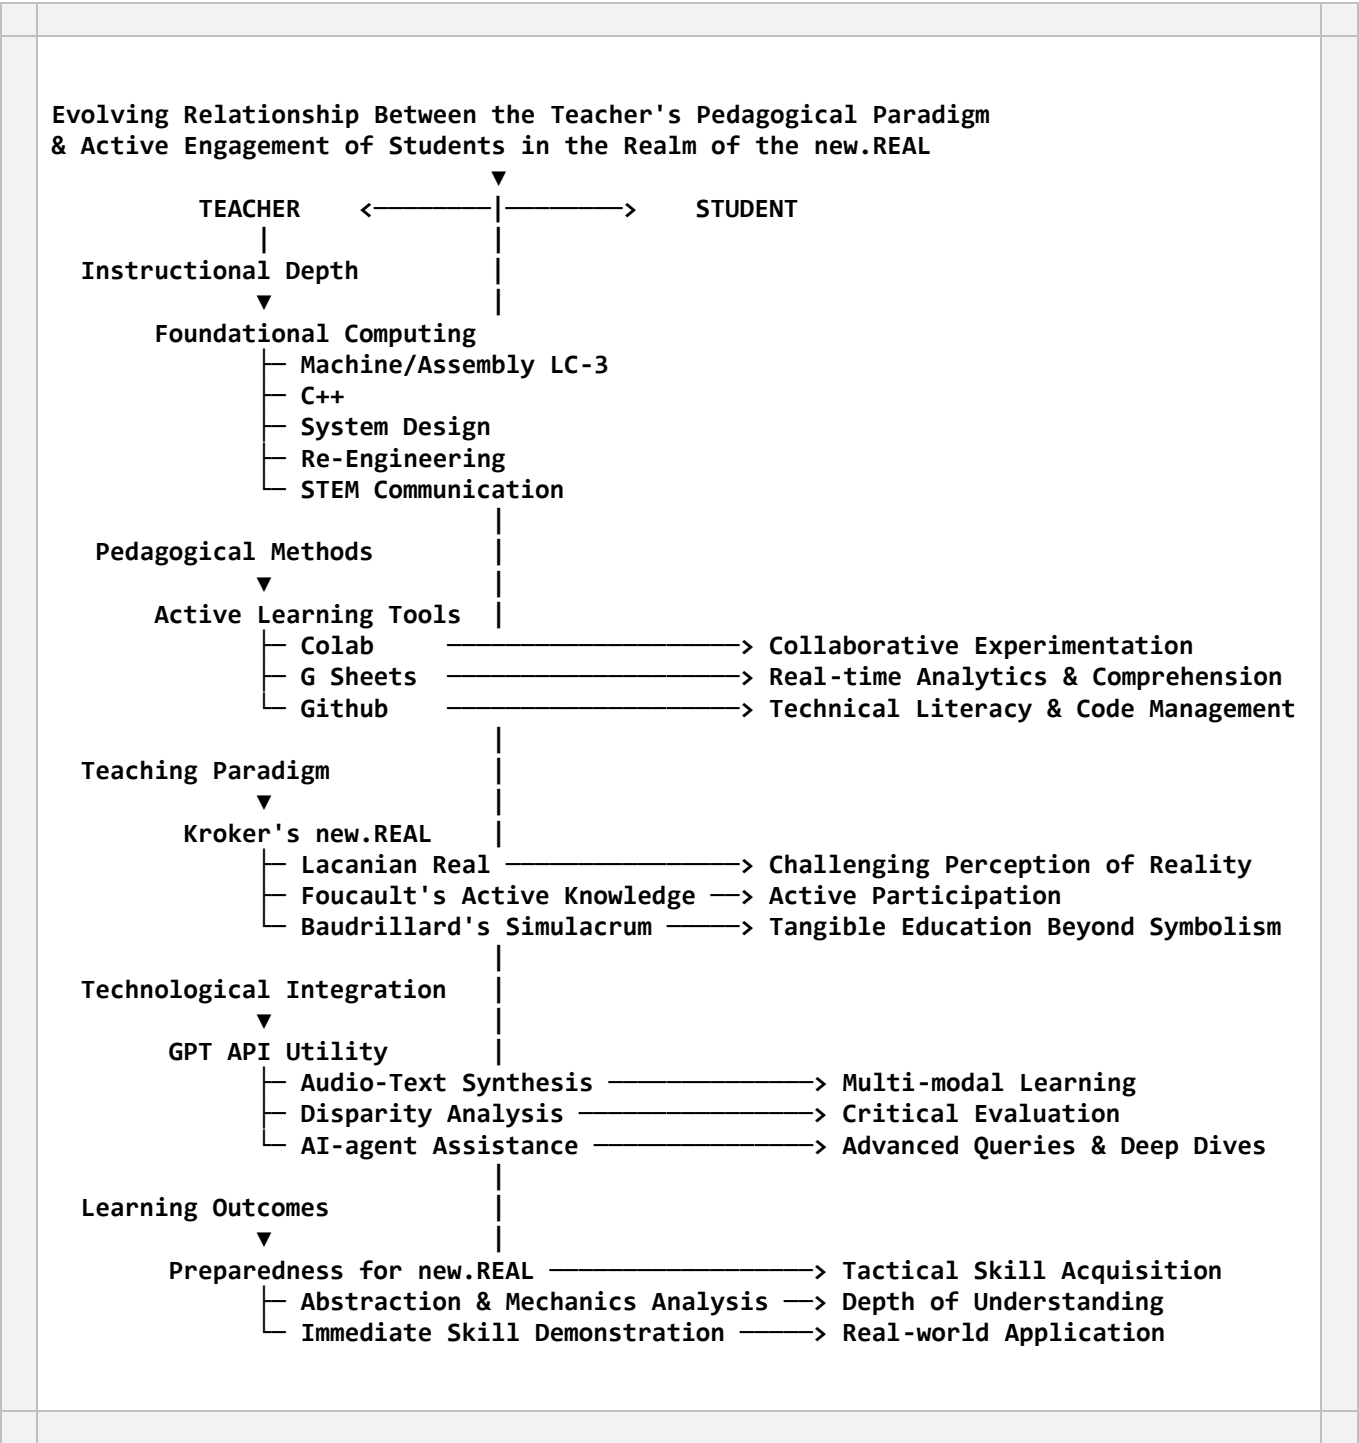 Evolving Relationship Between the Teacher's Pedagogical Paradigm
& Active Engagement of Students in the Realm of the new.REAL
▼
TEACHER <────────|────────> STUDENT
Instructional Depth
▼
Foundational Computing
├─ Machine/Assembly LC-3
├─ C++
├─ System Design
├─ Re-Engineering
└─ STEM Communication
Pedagogical Methods
▼
Active Learning Tools
├─ Colab ────────────────────> Collaborative Experimentation
├─ G Sheets ────────────────────> Real-time Analytics & Comprehension
└─ Github ────────────────────> Technical Literacy & Code Management
Teaching Paradigm
▼
Kroker's new.REAL
├─ Lacanian Real ────────────────> Challenging Perception of Reality
├─ Foucault's Active Knowledge ──> Active Participation
└─ Baudrillard's Simulacrum ─────> Tangible Education Beyond Symbolism
Technological Integration
▼
GPT API Utility
├─ Audio-Text Synthesis ──────────────> Multi-modal Learning
├─ Disparity Analysis ────────────────> Critical Evaluation
└─ AI-agent Assistance ───────────────> Advanced Queries & Deep Dives
Learning Outcomes
▼
Preparedness for new.REAL ──────────────────> Tactical Skill Acquisition
├─ Abstraction & Mechanics Analysis ──> Depth of Understanding
└─ Immediate Skill Demonstration ─────> Real-world Application